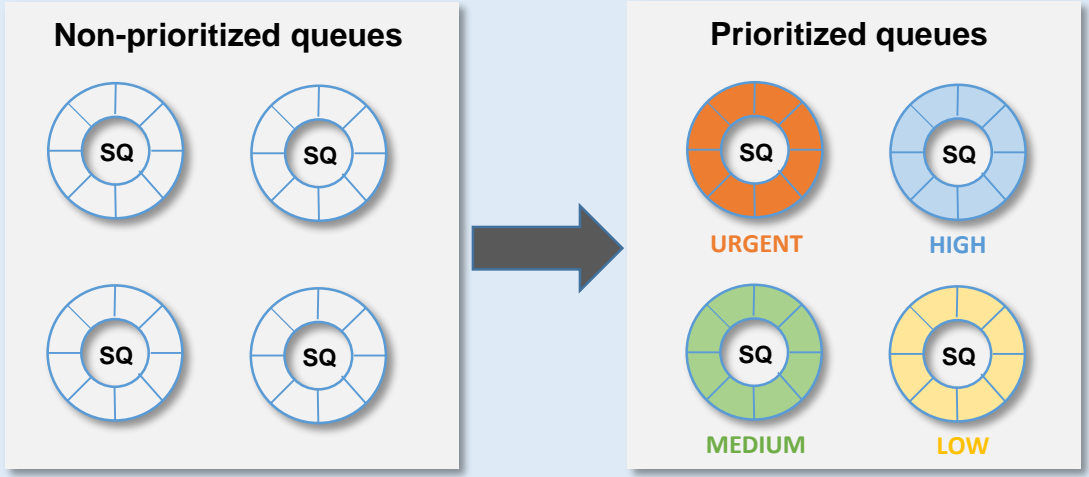 Non-prioritized queues
SQ
SQ
SQ
SQ
Prioritized queues
SQ
SQ
URGENT
HIGH
SQ
SQ
MEDIUM
LOW